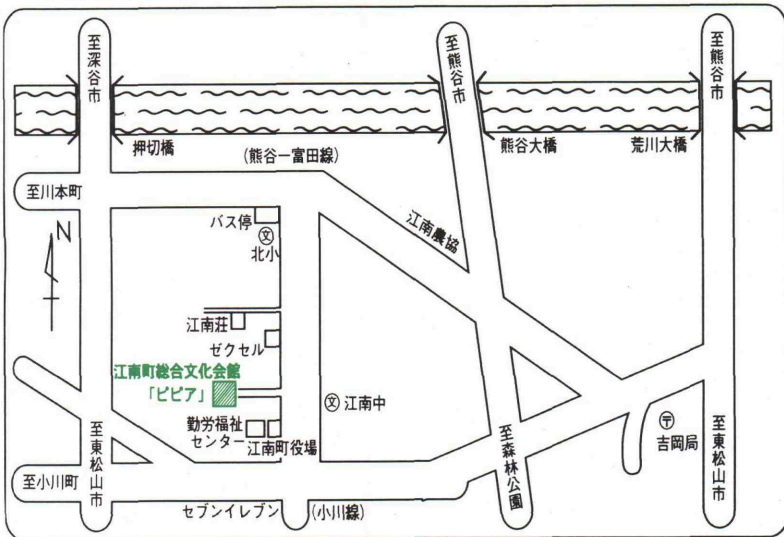 至深谷市
至熊谷市
至熊谷市
押切橋
(熊谷ー富田線)
熊谷大橋
荒川大橋
至川本町
バス停
文
北小
江南農協
N
江南荘
ゼクセル
江南町総合文化会館
「ピピア」
文 江南中
勤労福祉
センター
江南町役場
〒
吉岡局
至小川町
至東松山市
セブンイレブン
(小川線)
至森林公園
至東松山市